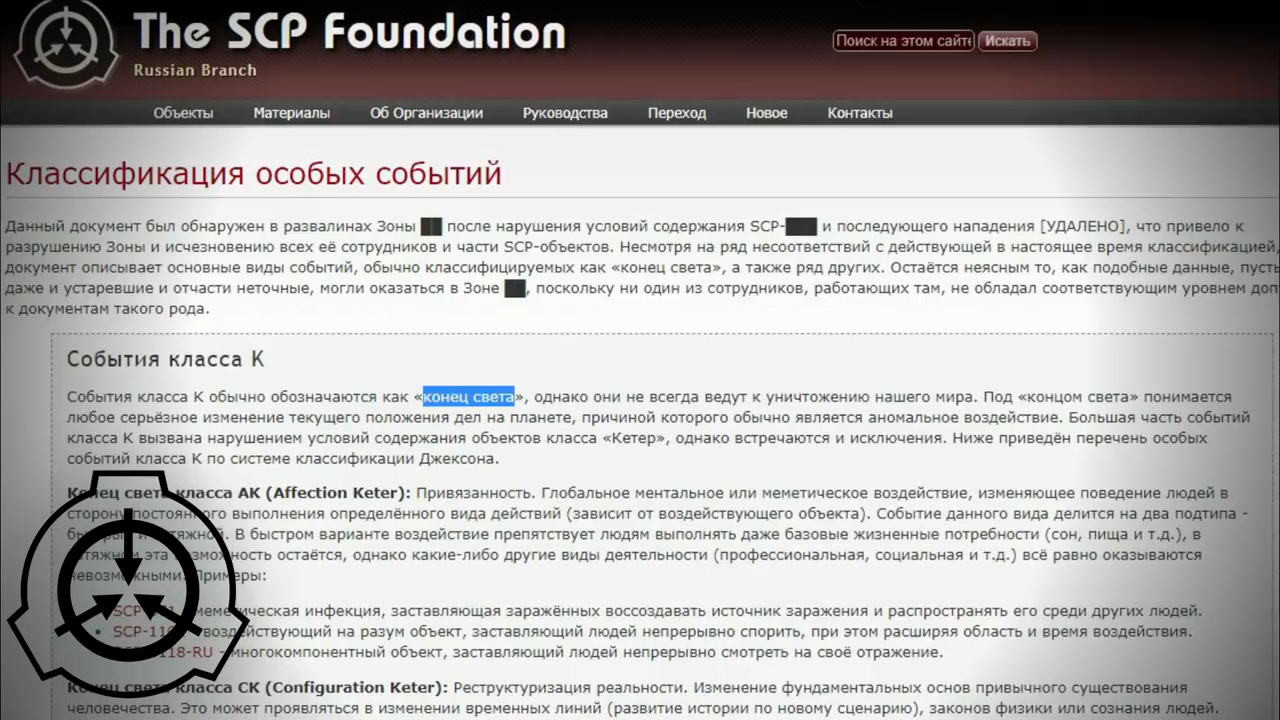 The SCP Foundation
Russian Branch
Поиск на этом сайте Искать
Объекты Материалы Об Организации Руководства Переход Новое Контакты
Классификация особых событий
Данный документ был обнаружен в развалинах Зоны ██ после нарушения условий содержания SCP-███ и последующего нападения [УДАЛЕНО], что привело к
разрушению Зоны и исчезновению всех её сотрудников и части SCP-объектов. Несмотря на ряд несоответствий с действующей в настоящее время классификацией,
документ описывает основные виды событий, обычно классифицируемых как «конец света», а также ряд других. Остаётся неясным то, как подобные данные, пусть
даже и устаревшие и отчасти неточные, могли оказаться в Зоне ██, поскольку ни один из сотрудников, работающих там, не обладал соответствующим уровнем доп
к документам такого рода.
События класса K
События класса K обычно обозначаются как «конец света», однако они не всегда ведут к уничтожению нашего мира. Под «концом света» понимается
любое серьёзное изменение текущего положения дел на планете, причиной которого обычно является аномальное воздействие. Большая часть событий
класса K вызвана нарушением условий содержания объектов класса «Кетер», однако встречаются и исключения. Ниже приведён перечень особых
событий класса K по системе классификации Джексона.
Конец света класса AK (Affection Keter): Привязанность. Глобальное ментальное или меметическое воздействие, изменяющее поведение людей в
сторону постоянного выполнения определённого вида действий (зависит от воздействующего объекта). Событие данного вида делится на два подтипа -
В быстром варианте воздействие препятствует людям выполнять даже базовые жизненные потребности (сон, пища и т.д.), в
эта возможность остаётся, однако какие-либо другие виды деятельности (профессиональная, социальная и т.д.) всё равно оказываются
невозможными. Примеры:
меметическая инфекция, заставляющая заражённых воссоздавать источник заражения и распространять его среди других людей.
воздействующий на разум объект, заставляющий людей непрерывно спорить, при этом расширяя область и время воздействия.
118-RU - многокомпонентный объект, заставляющий людей непрерывно смотреть на своё отражение.
Конец света класса CK (Configuration Keter): Реструктуризация реальности. Изменение фундаментальных основ привычного существования
человечества. Это может проявляться в изменении временных линий (развитие истории по новому сценарию), законов физики или сознания людей.